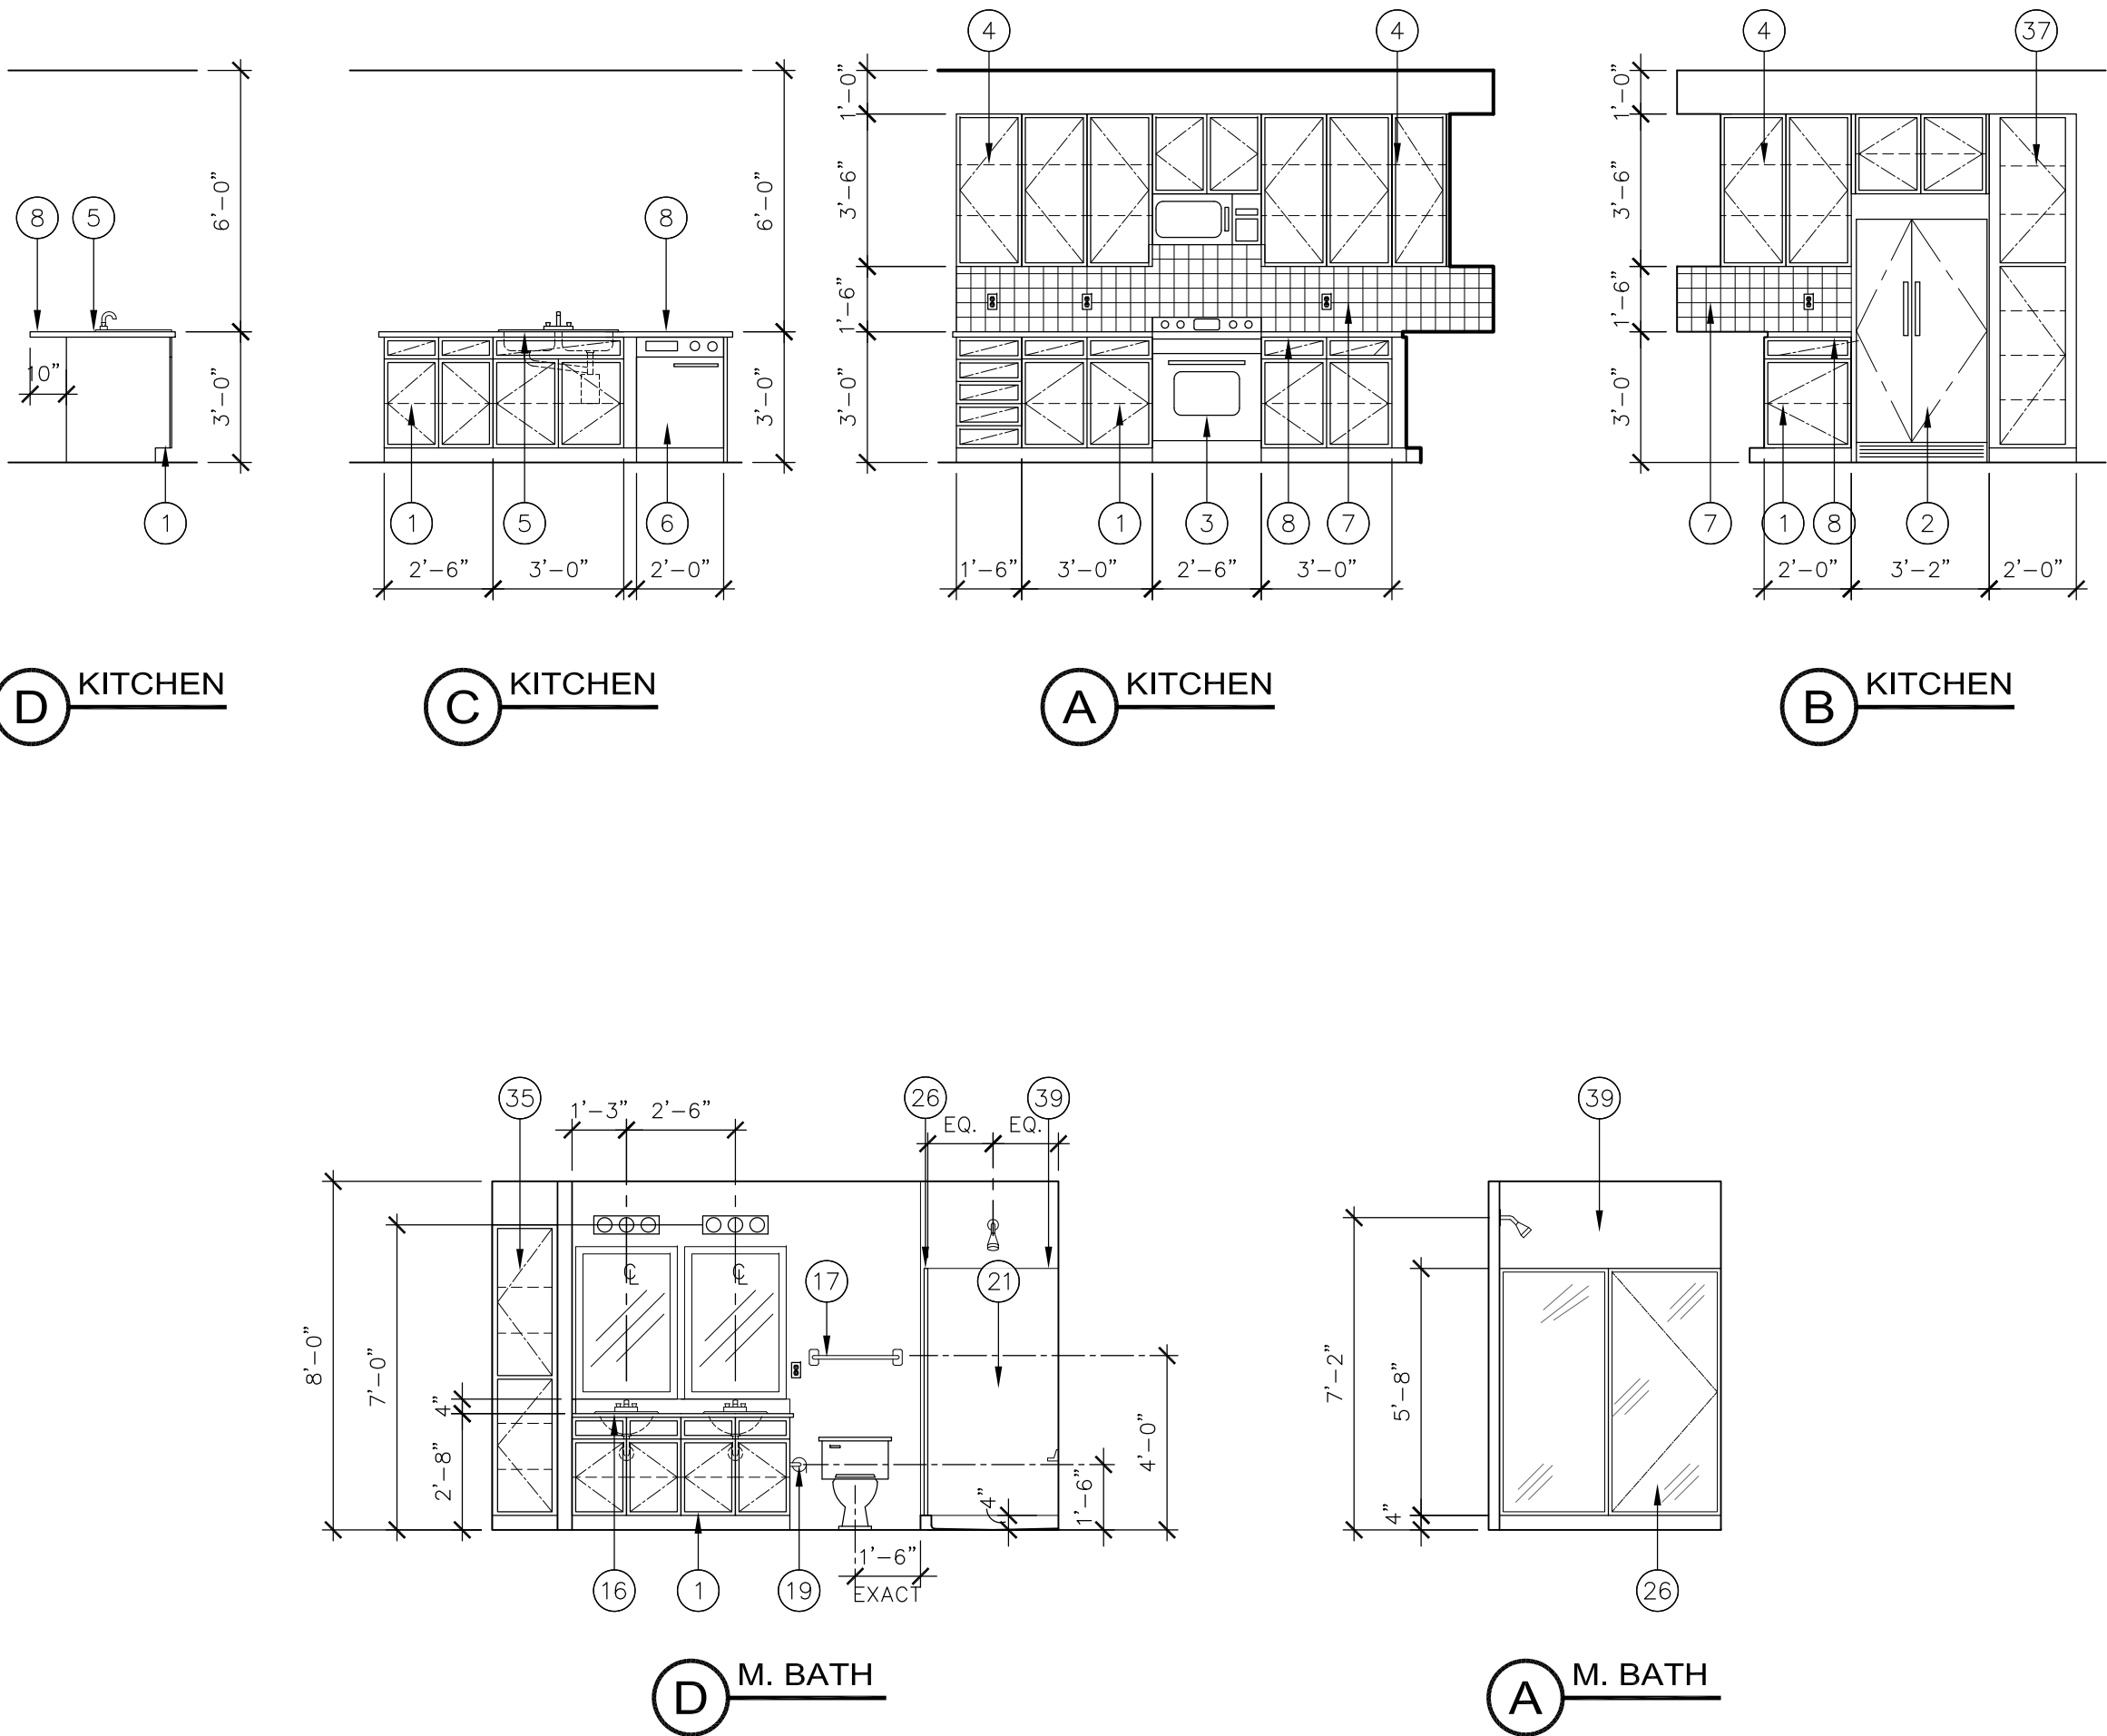 4 4 4 37
8 5 8
6'-0" 6'-0" 1'-0" 3'-6" 1'-6" 3'-0" 1'-0" 3'-6" 1'-6" 3'-0"
10" 3'-0" 3'-0"
1 1 5 6 1 3 8 7 7 1 8 2
2'-6" 3'-0" 2'-0" 1'-6" 3'-0" 2'-6" 3'-0" 2'-0" 3'-2" 2'-0"
D KITCHEN
C KITCHEN
A KITCHEN
B KITCHEN
35 26 39 39
1'-3" 2'-6" EQ. EQ.
℄ ℄
17 21
8'-0" 7'-0" 4" 2'-8" 4" 1'-6" 4'-0" 7'-2" 5'-8" 4"
1'-6"
EXACT
16 1 19 26
D M. BATH
A M. BATH